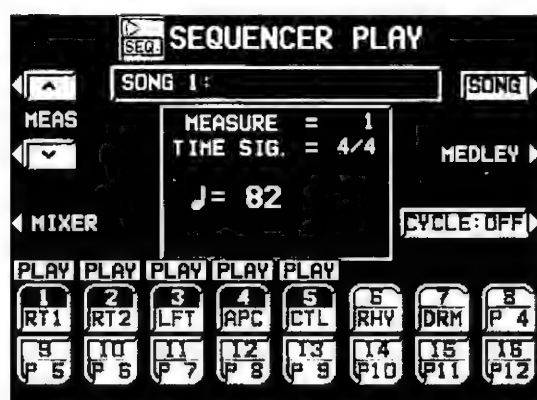 SEQ. SEQUENCER PLAY
SONG 1:
SONG
MEAS
MEASURE = 1
TIME SIG. = 4/4
MEDLEY
♩= 82
MIXER
CYCLE:OFF
PLAY PLAY PLAY PLAY PLAY
1 2 3 4 5 6 7 8
RT1 RT2 LFT APC CTL RHY DRM P 4
9 10 11 12 13 14 15 16
P 5 P 6 P 7 P 8 P 9 P10 P11 P12